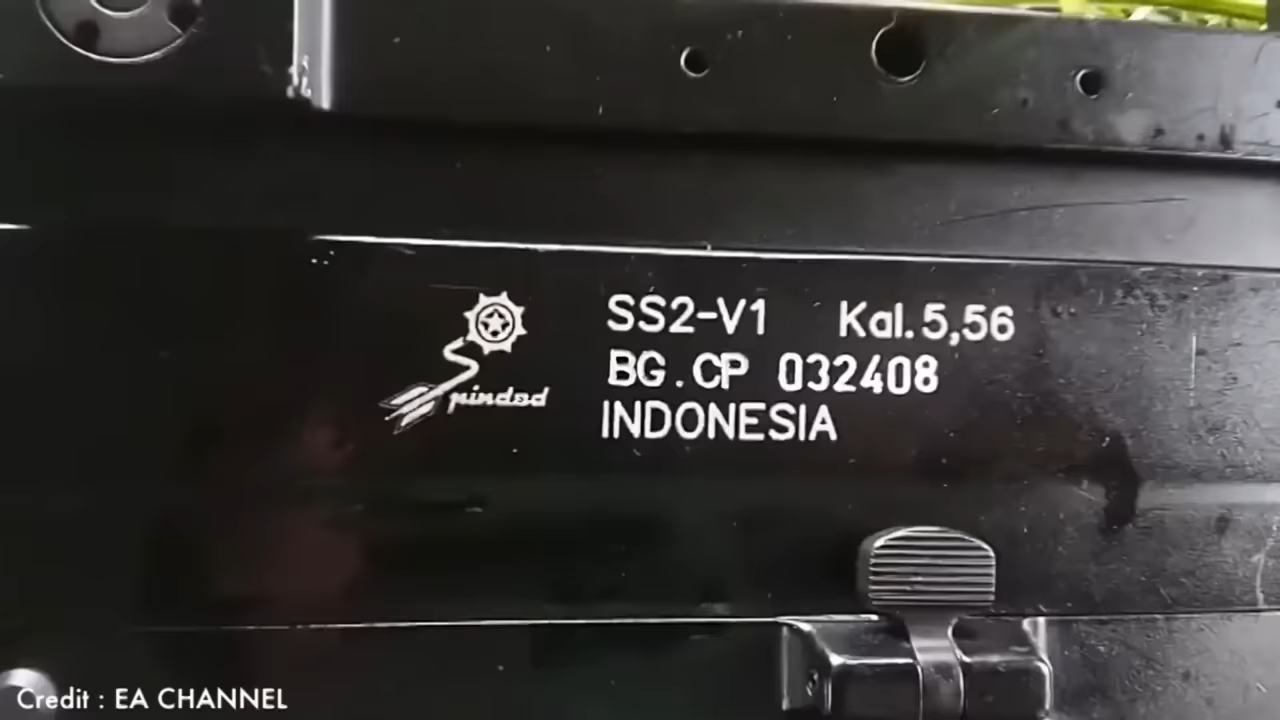 SS2-V1 Kal.5,56
BG.CP 032408
pindad
INDONESIA
Credit : EA CHANNEL